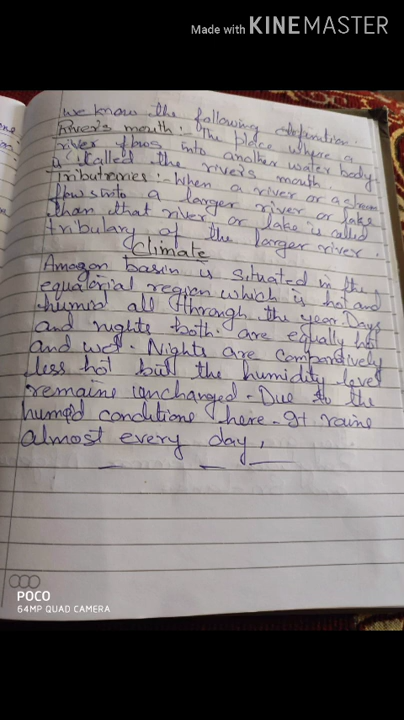 Made with KINEMASTER
we know the following defination.
River's mouth:- The place where a
river flows into another water body
is called the river's mouth.
Tributraries:- When a river or a stream
flows into a larger river or lake
than that river or lake is called
tributary of the larger river
Climate
Amazon basin is situated in the
equatorial region which is hot and
humid all through the year. Days
and nights both are equally hot
and wet. Nights are comparatively
less hot but the humidity level
remains unchanged. Due to the
humid conditions here. It rains
almost every day.
POCO
64MP QUAD CAMERA